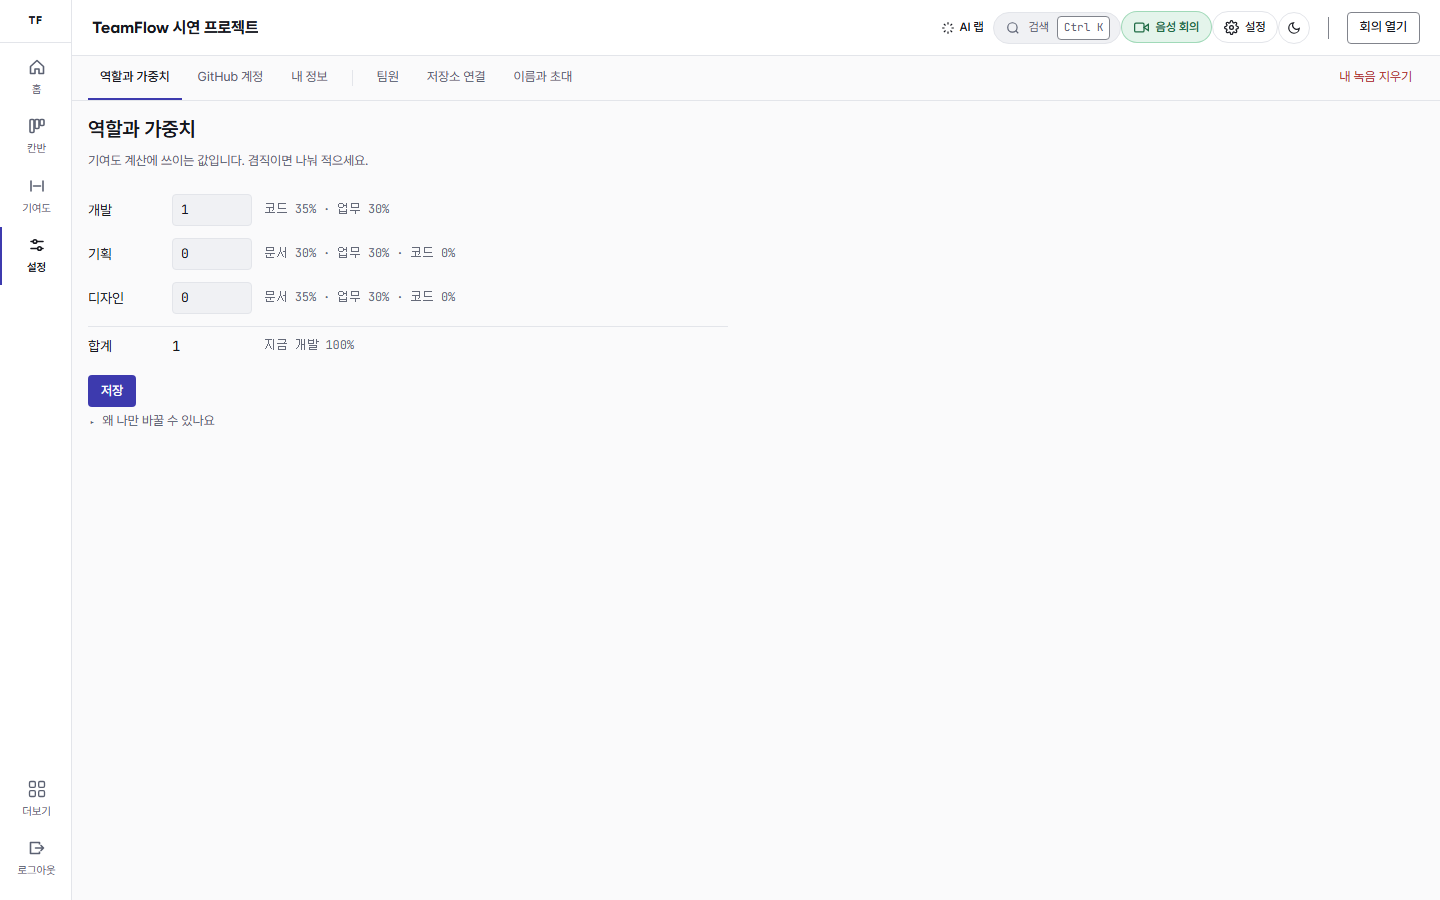 TF
TeamFlow 시연 프로젝트
AI 랩
검색
Ctrl K
음성 회의
설정
회의 열기
홈
칸반
기여도
설정
더보기
로그아웃
역할과 가중치
GitHub 계정
내 정보
팀원
저장소 연결
이름과 초대
내 녹음 지우기
역할과 가중치
기여도 계산에 쓰이는 값입니다. 겸직이면 나눠 적으세요.
개발 1 코드 35% · 업무 30%
기획 0 문서 30% · 업무 30% · 코드 0%
디자인 0 문서 35% · 업무 30% · 코드 0%
합계 1 지금 개발 100%
저장
▸ 왜 나만 바꿀 수 있나요